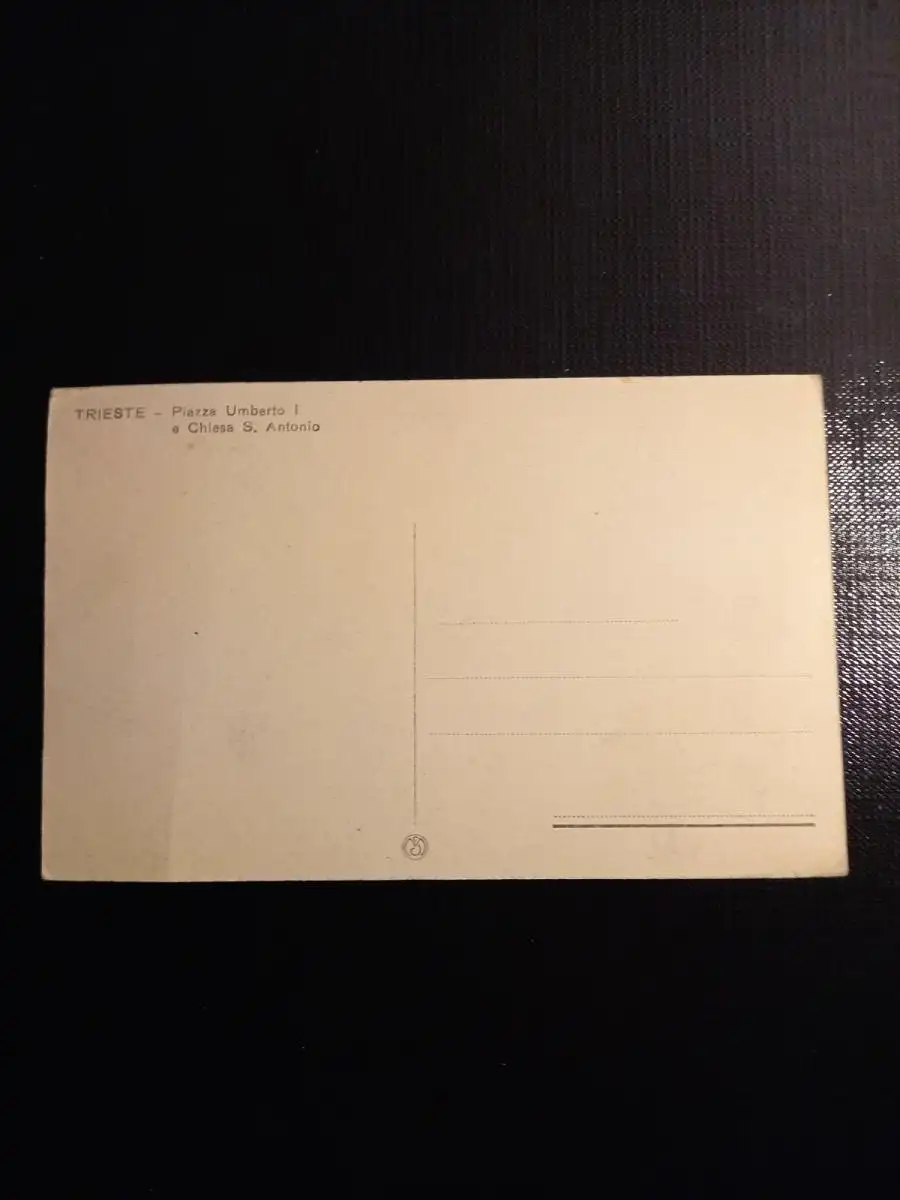 TRIESTE - Piazza Umberto I
e Chiesa S. Antonio